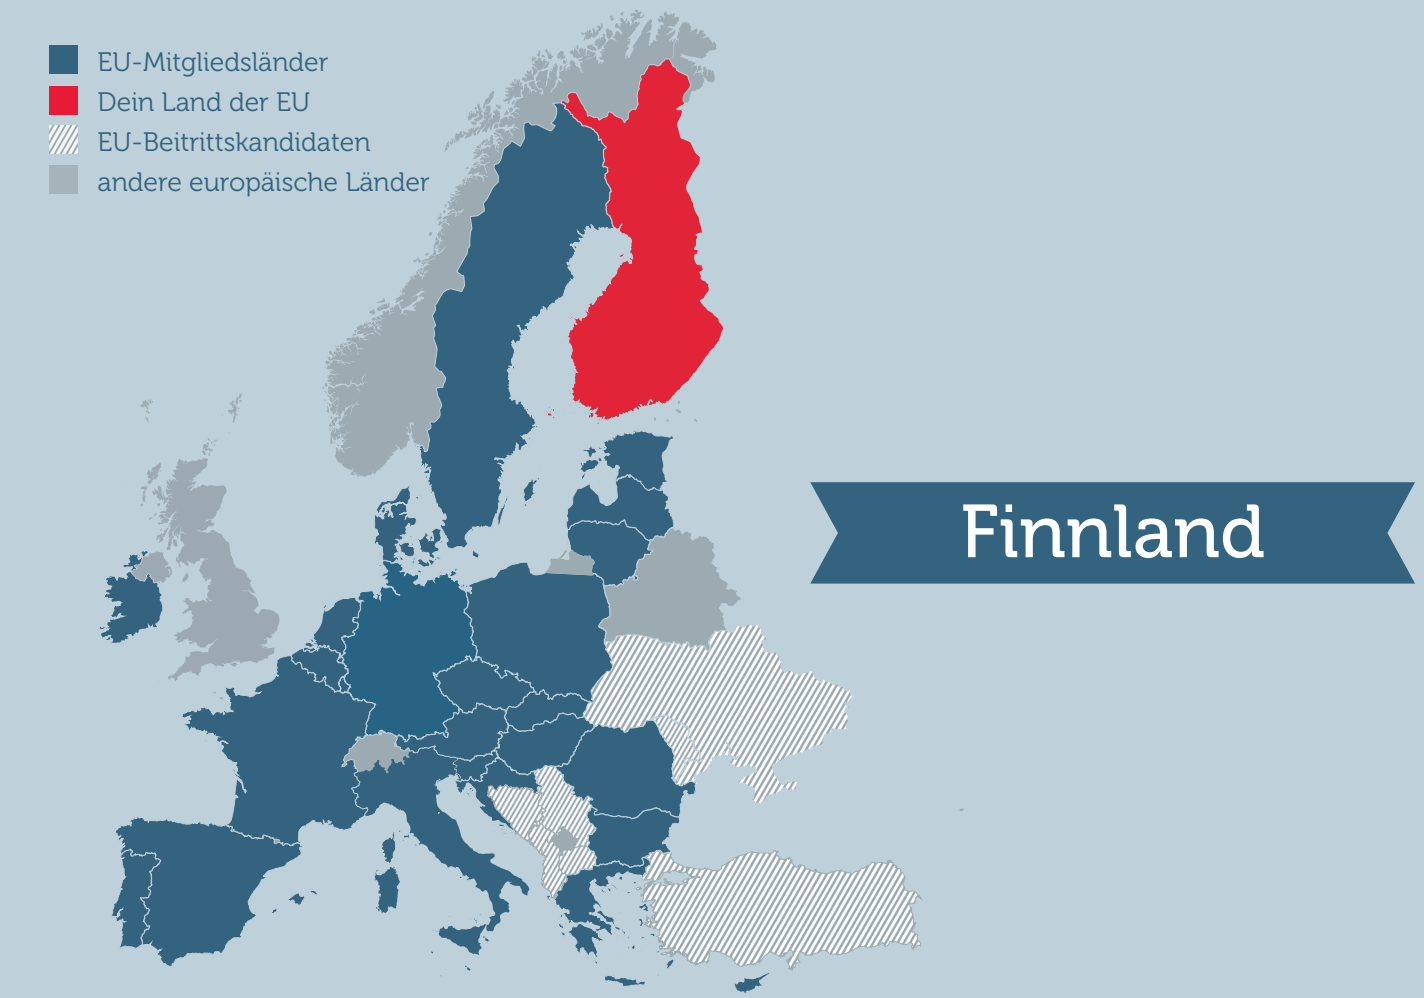 EU-Mitgliedsländer
Dein Land der EU
EU-Beitrittskandidaten
andere europäische Länder
Finnland